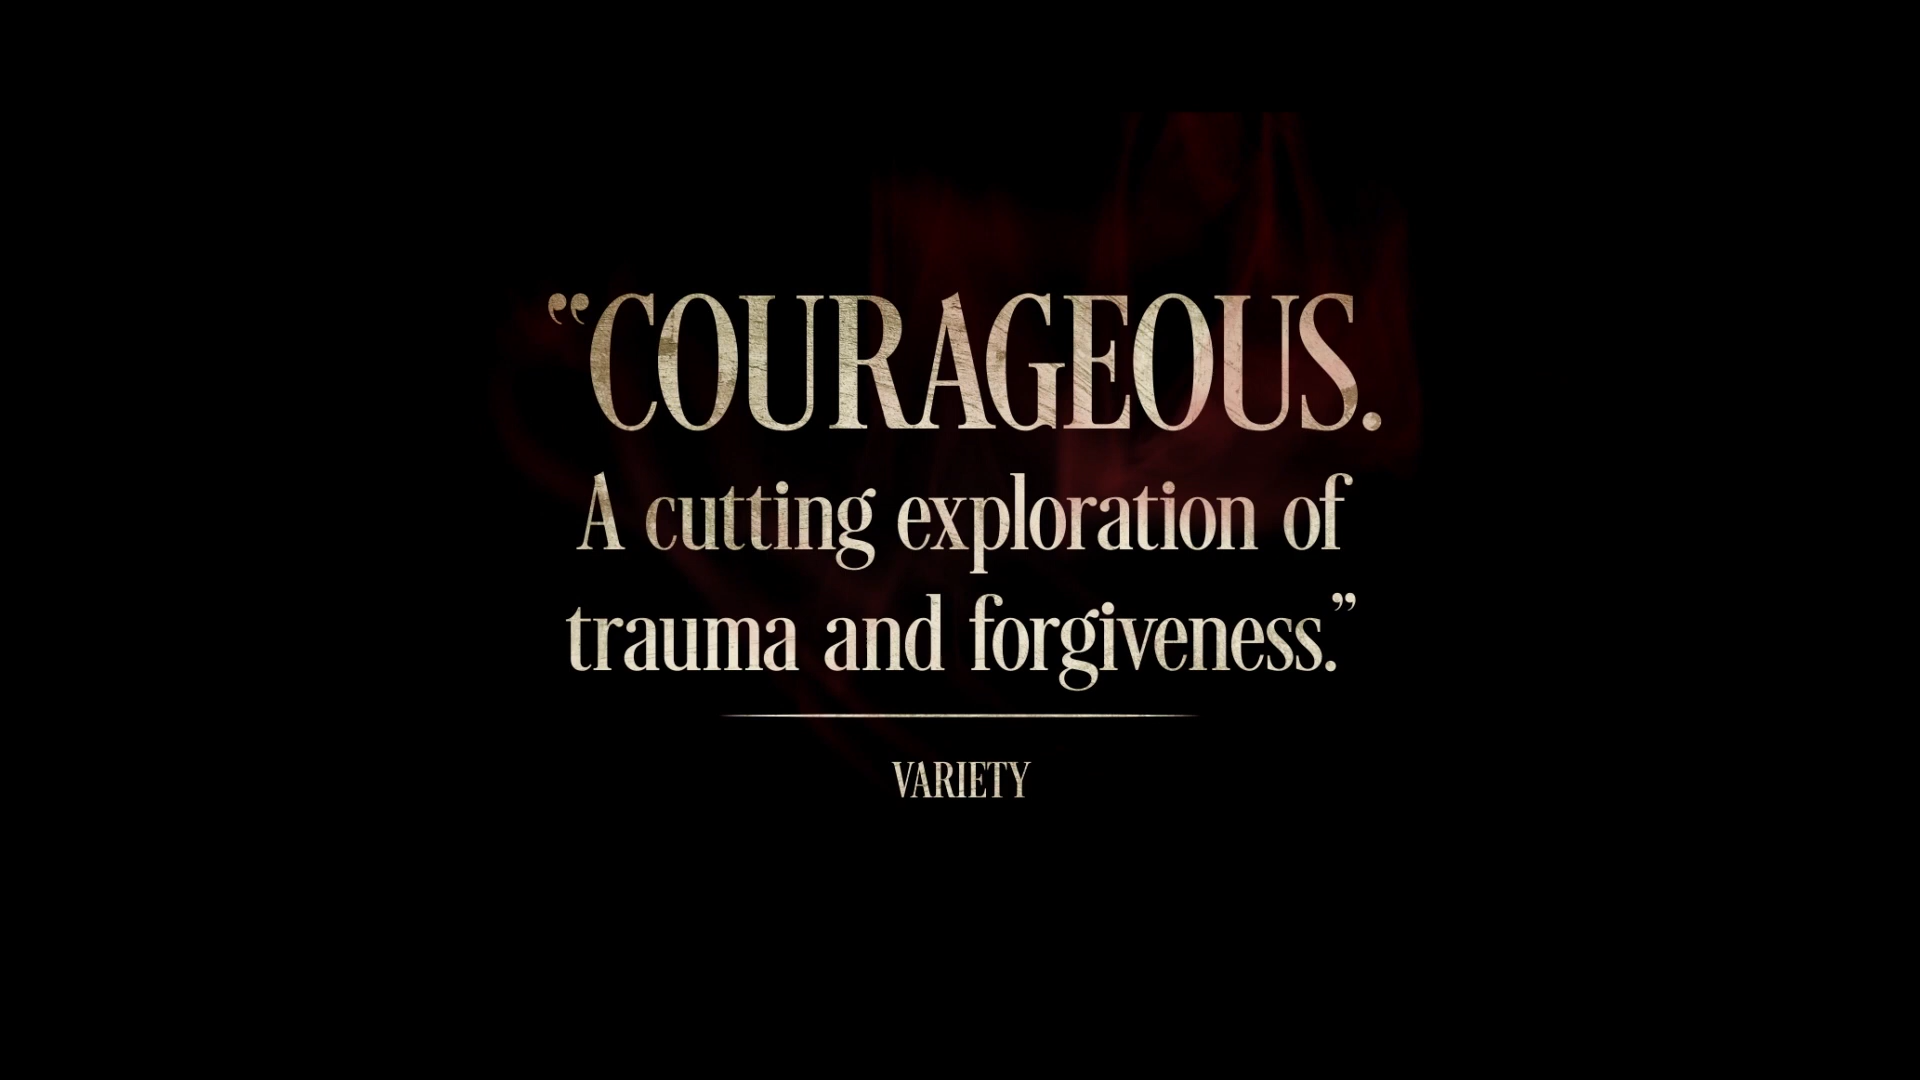 “COURAGEOUS.
A cutting exploration of
trauma and forgiveness.”
VARIETY